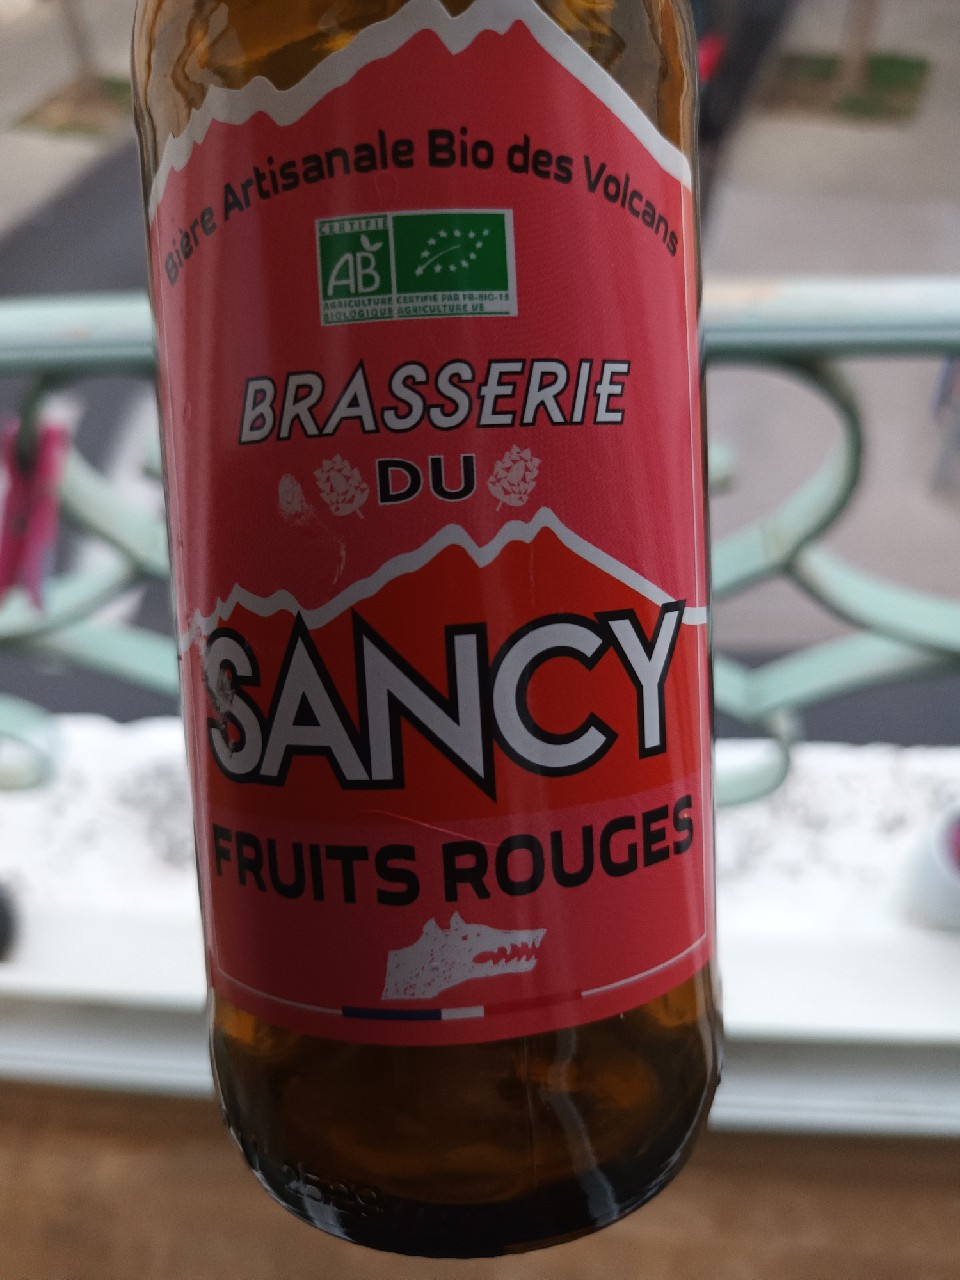 Bière Artisanale Bio des Volcans
CERTIFIÉ
AB
AGRICULTURE
BIOLOGIQUE
CERTIFIÉ PAR FR-BIO-15
AGRICULTURE UE
BRASSERIE
DU
SANCY
FRUITS ROUGES